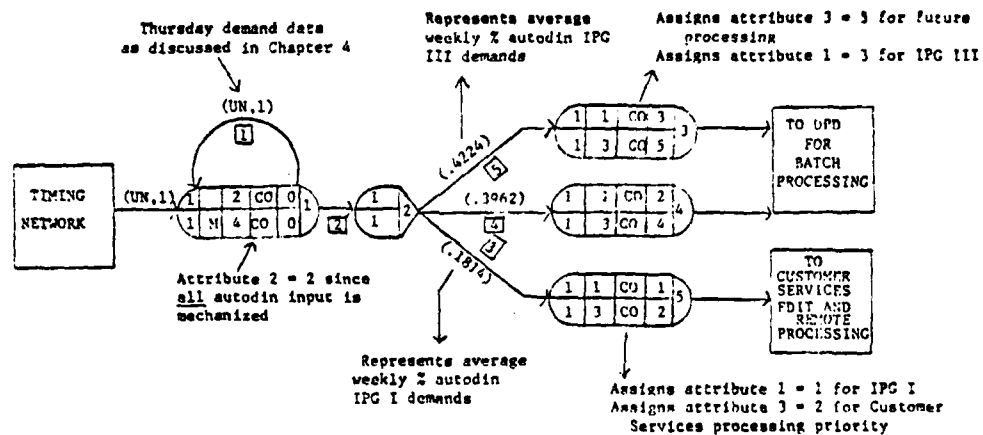 Thursday demand data
as discussed in Chapter 4
Represents average
weekly % autodin IPG
III demands
Assigns attribute 3 = 5 for future
processing
Assigns attribute 1 = 3 for IPG III
(UN,1)
1
TIMING
NETWORK
(UN,1)
1 2 CO 0
1 M 4 CO 0
1
2
1
1
2
(.4224)
5
(.3962)
4
3
(.1814)
1 1 CO 3
1 3 CO 5
3
1 1 CO 2
1 3 CO 4
4
1 1 CO 1
1 3 CO 2
5
TO DPD
FOR
BATCH
PROCESSING
TO
CUSTOMER
SERVICES
EDIT AND
REMOTE
PROCESSING
Attribute 2 = 2 since
all autodin input is
mechanized
Represents average
weekly % autodin
IPG I demands
Assigns attribute 1 = 1 for IPG I
Assigns attribute 3 = 2 for Customer
Services processing priority